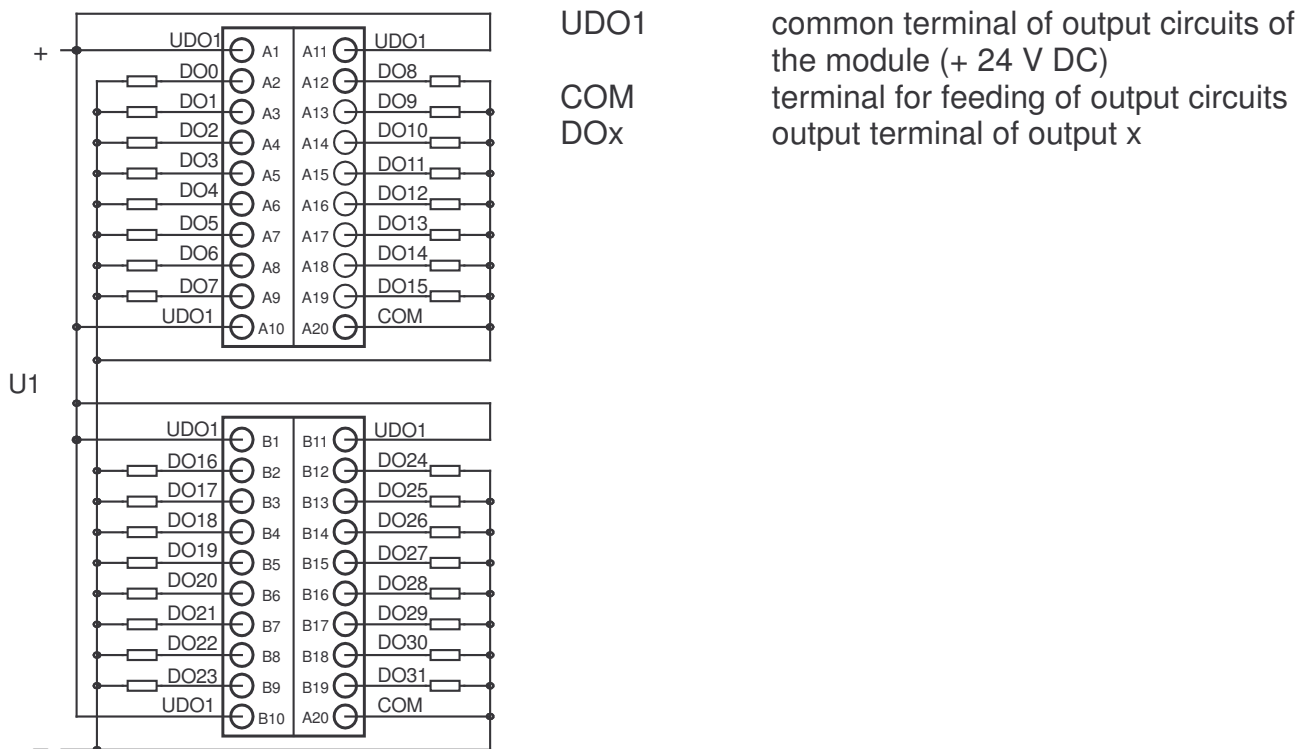 UDO1 common terminal of output circuits of
the module (+ 24 V DC)
COM terminal for feeding of output circuits
DOx output terminal of output x
+ UDO1 A1 A11 UDO1
DO0 A2 A12 DO8
DO1 A3 A13 DO9
DO2 A4 A14 DO10
DO3 A5 A15 DO11
DO4 A6 A16 DO12
DO5 A7 A17 DO13
DO6 A8 A18 DO14
DO7 A9 A19 DO15
UDO1 A10 A20 COM
U1
UDO1 B1 B11 UDO1
DO16 B2 B12 DO24
DO17 B3 B13 DO25
DO18 B4 B14 DO26
DO19 B5 B15 DO27
DO20 B6 B16 DO28
DO21 B7 B17 DO29
DO22 B8 B18 DO30
DO23 B9 B19 DO31
UDO1 B10 A20 COM
–